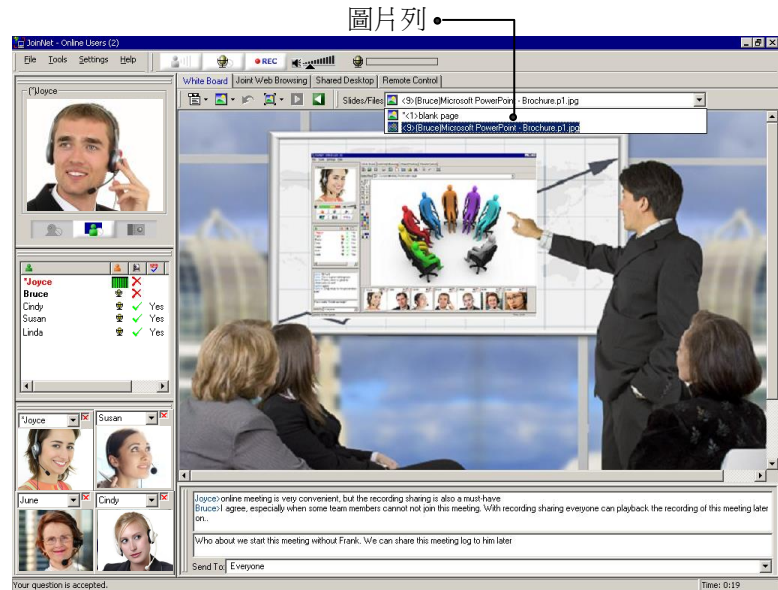 圖片列
JoinNet - Online Users (2)
File Tools Settings Help
REC
(*)Joyce
White Board Joint Web Browsing Shared Desktop Remote Control
Slides/Files <9>(Bruce)Microsoft PowerPoint - Brochure.p1.jpg
*<1>blank page
<9>(Bruce)Microsoft PowerPoint - Brochure.p1.jpg
*Joyce
Bruce
Cindy Yes
Susan Yes
Linda Yes
*Joyce Susan
June Cindy
Joyce>online meeting is very convenient, but the recording sharing is also a must-have
Bruce>I agree, especially when some team members cannot not join this meeting. With recording sharing everyone can playback the recording of this meeting later
on..
Who about we start this meeting without Frank. We can share this meeting log to him later
Send To: Everyone
Your question is accepted. Time: 0:19